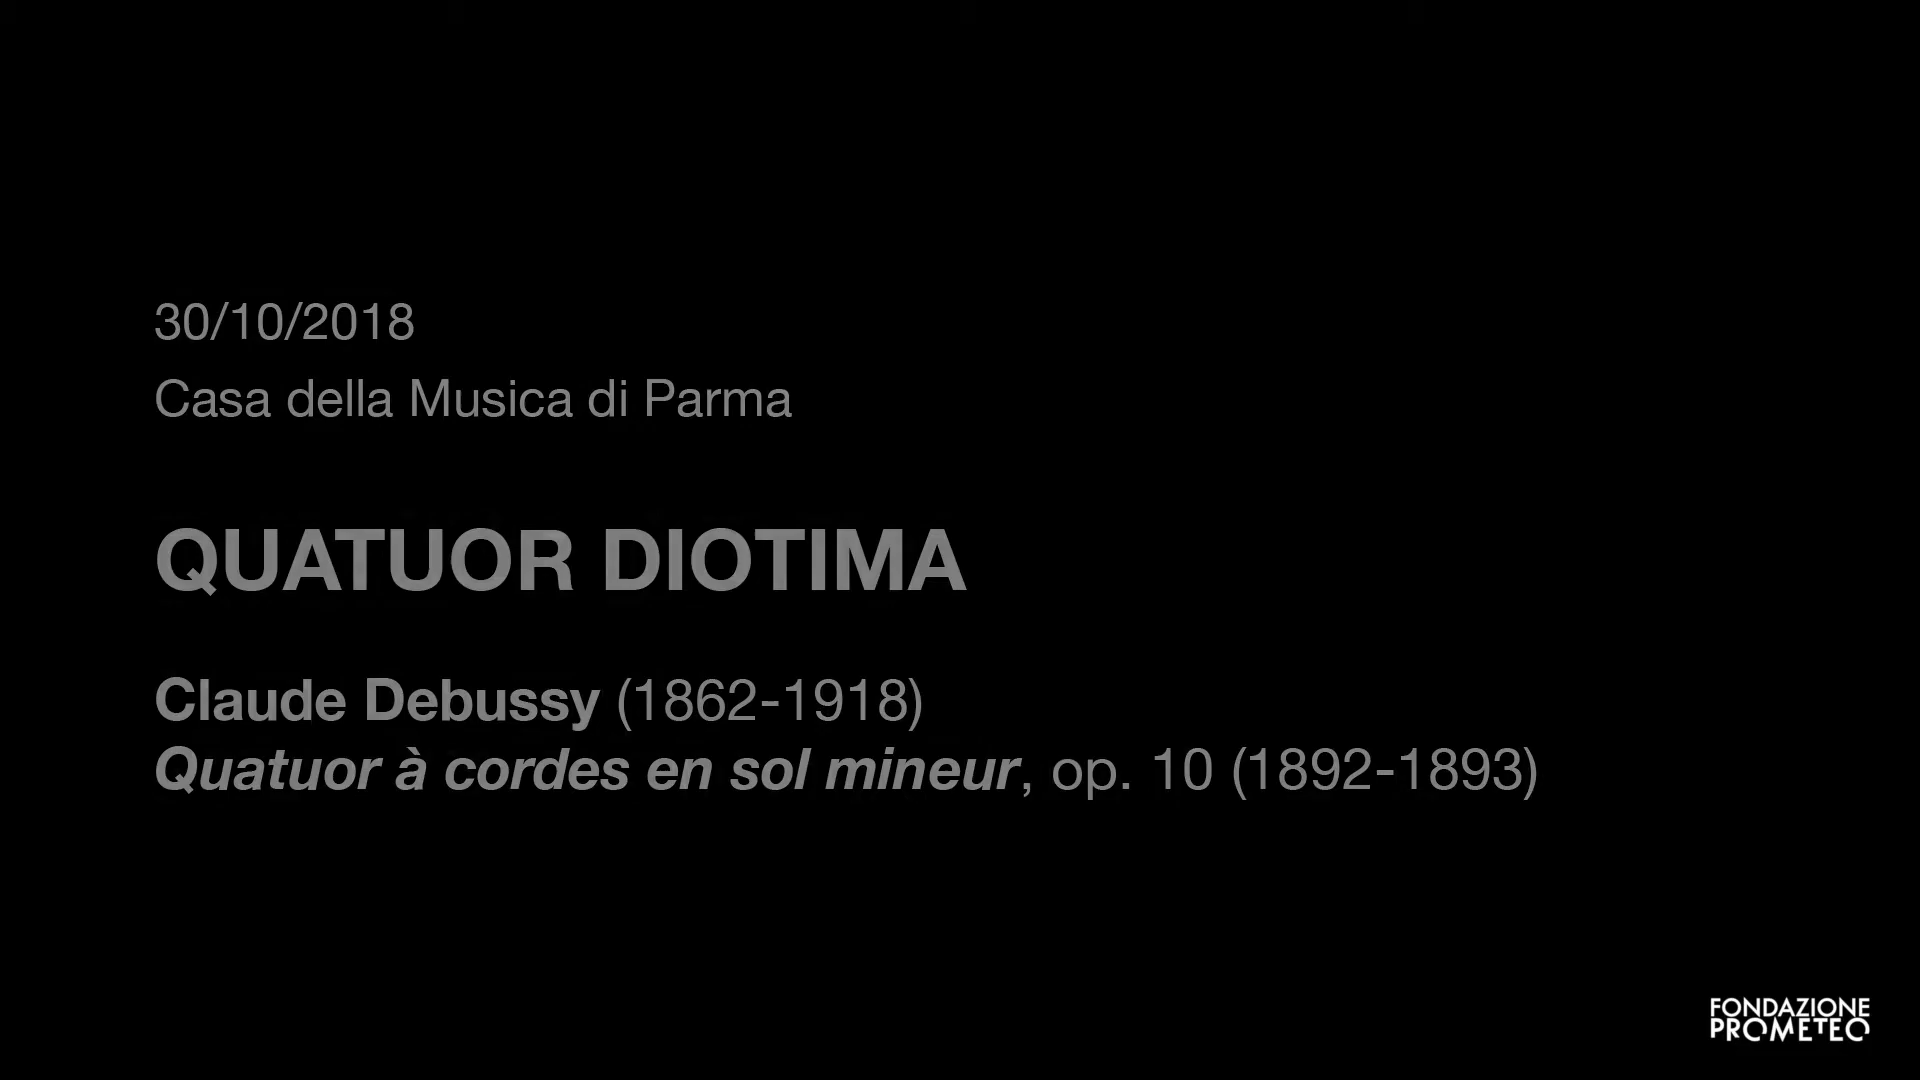 30/10/2018
Casa della Musica di Parma
QUATUOR DIOTIMA
Claude Debussy (1862-1918)
Quatuor à cordes en sol mineur, op. 10 (1892-1893)
FONDAZIONE
PROMETEO